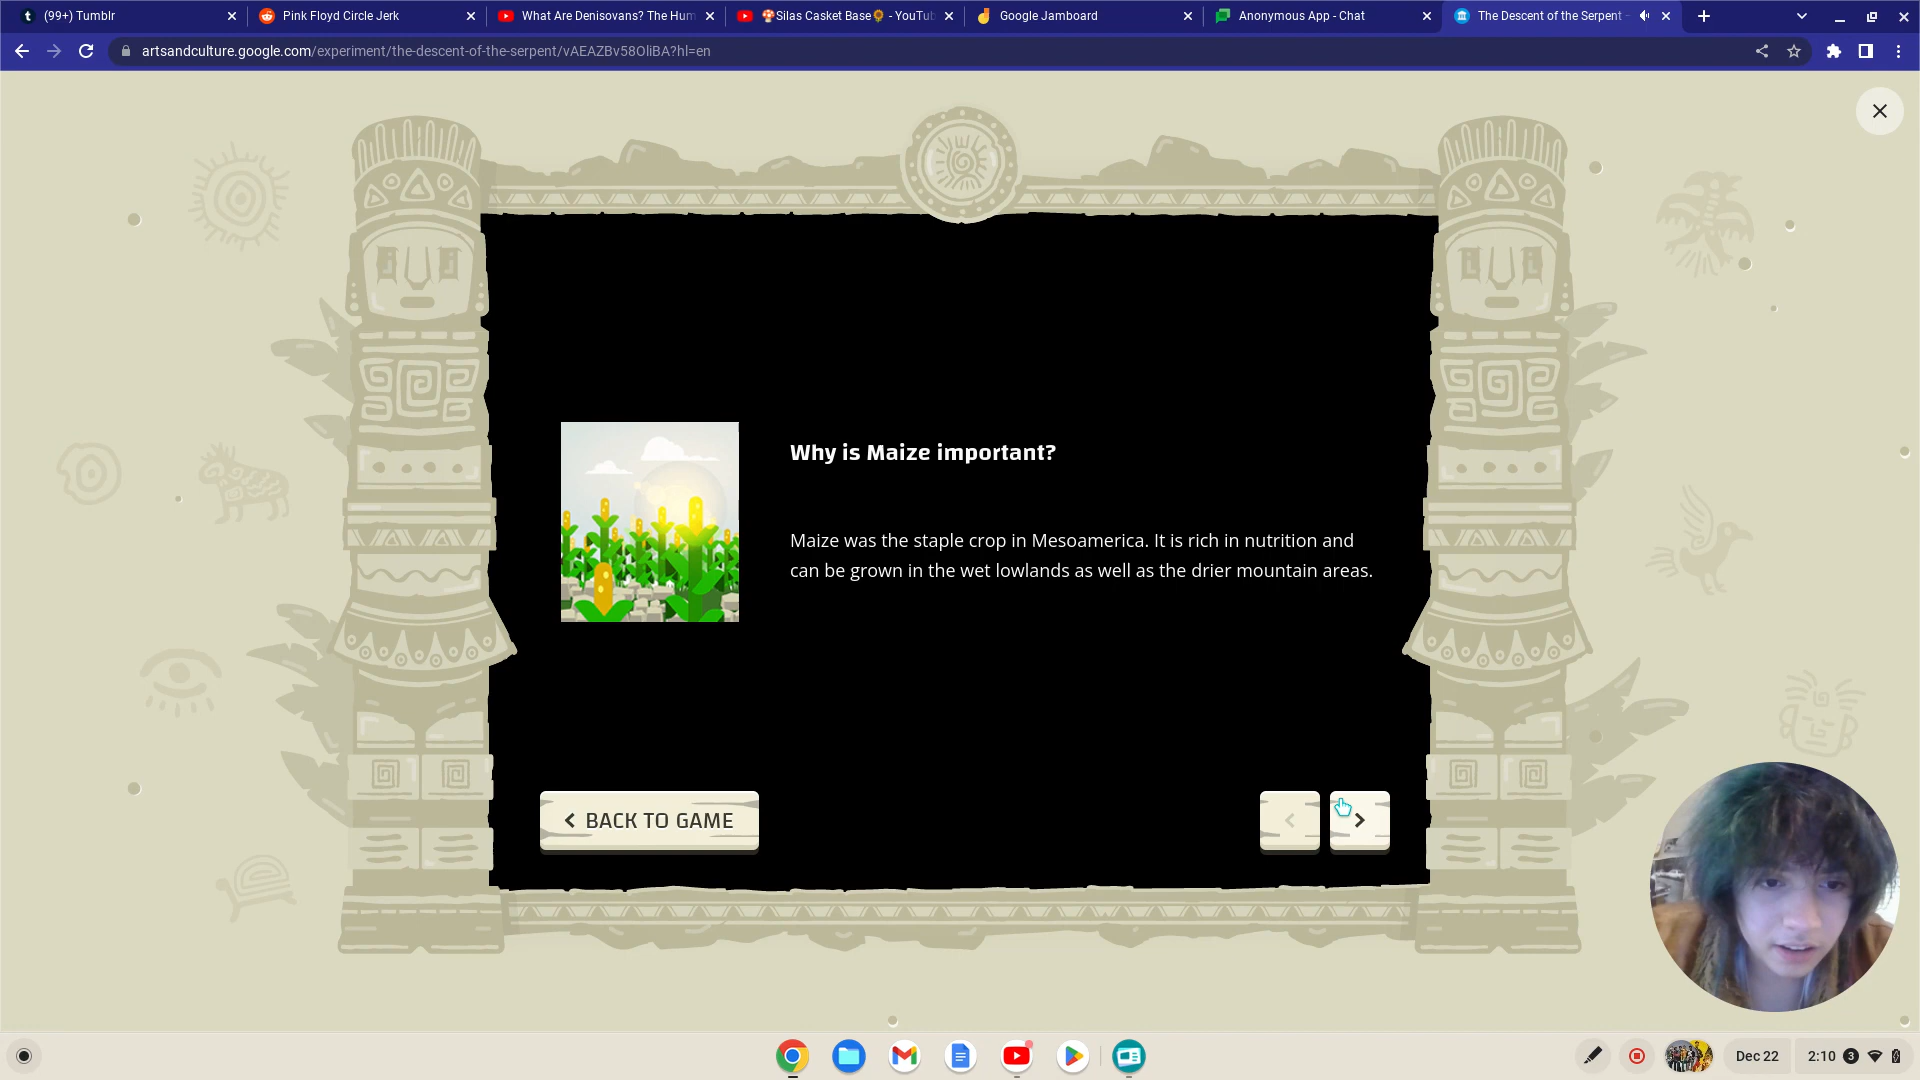 (99+) Tumblr
Pink Floyd Circle Jerk
What Are Denisovans? The Hum
🍄Silas Casket Base🌻 - YouTub
Google Jamboard
Anonymous App - Chat
The Descent of the Serpent -
artsandculture.google.com/experiment/the-descent-of-the-serpent/vAEAZBv58OliBA?hl=en
Why is Maize important?
Maize was the staple crop in Mesoamerica. It is rich in nutrition and
can be grown in the wet lowlands as well as the drier mountain areas.
BACK TO GAME
Dec 22
2:10
3